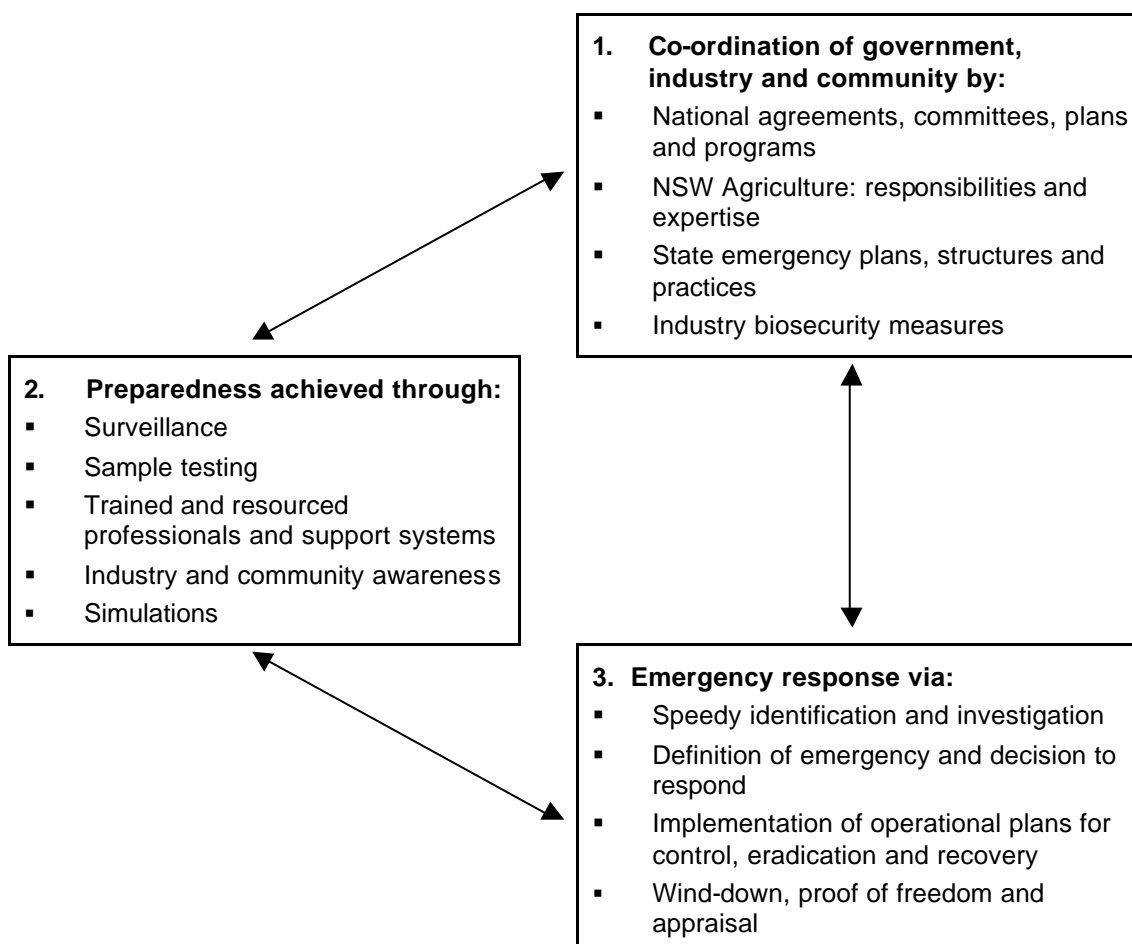 1. Co-ordination of government,
industry and community by:
▪ National agreements, committees, plans
and programs
▪ NSW Agriculture: responsibilities and
expertise
▪ State emergency plans, structures and
practices
▪ Industry biosecurity measures
2. Preparedness achieved through:
▪ Surveillance
▪ Sample testing
▪ Trained and resourced
professionals and support systems
▪ Industry and community awareness
▪ Simulations
3. Emergency response via:
▪ Speedy identification and investigation
▪ Definition of emergency and decision to
respond
▪ Implementation of operational plans for
control, eradication and recovery
▪ Wind-down, proof of freedom and
appraisal